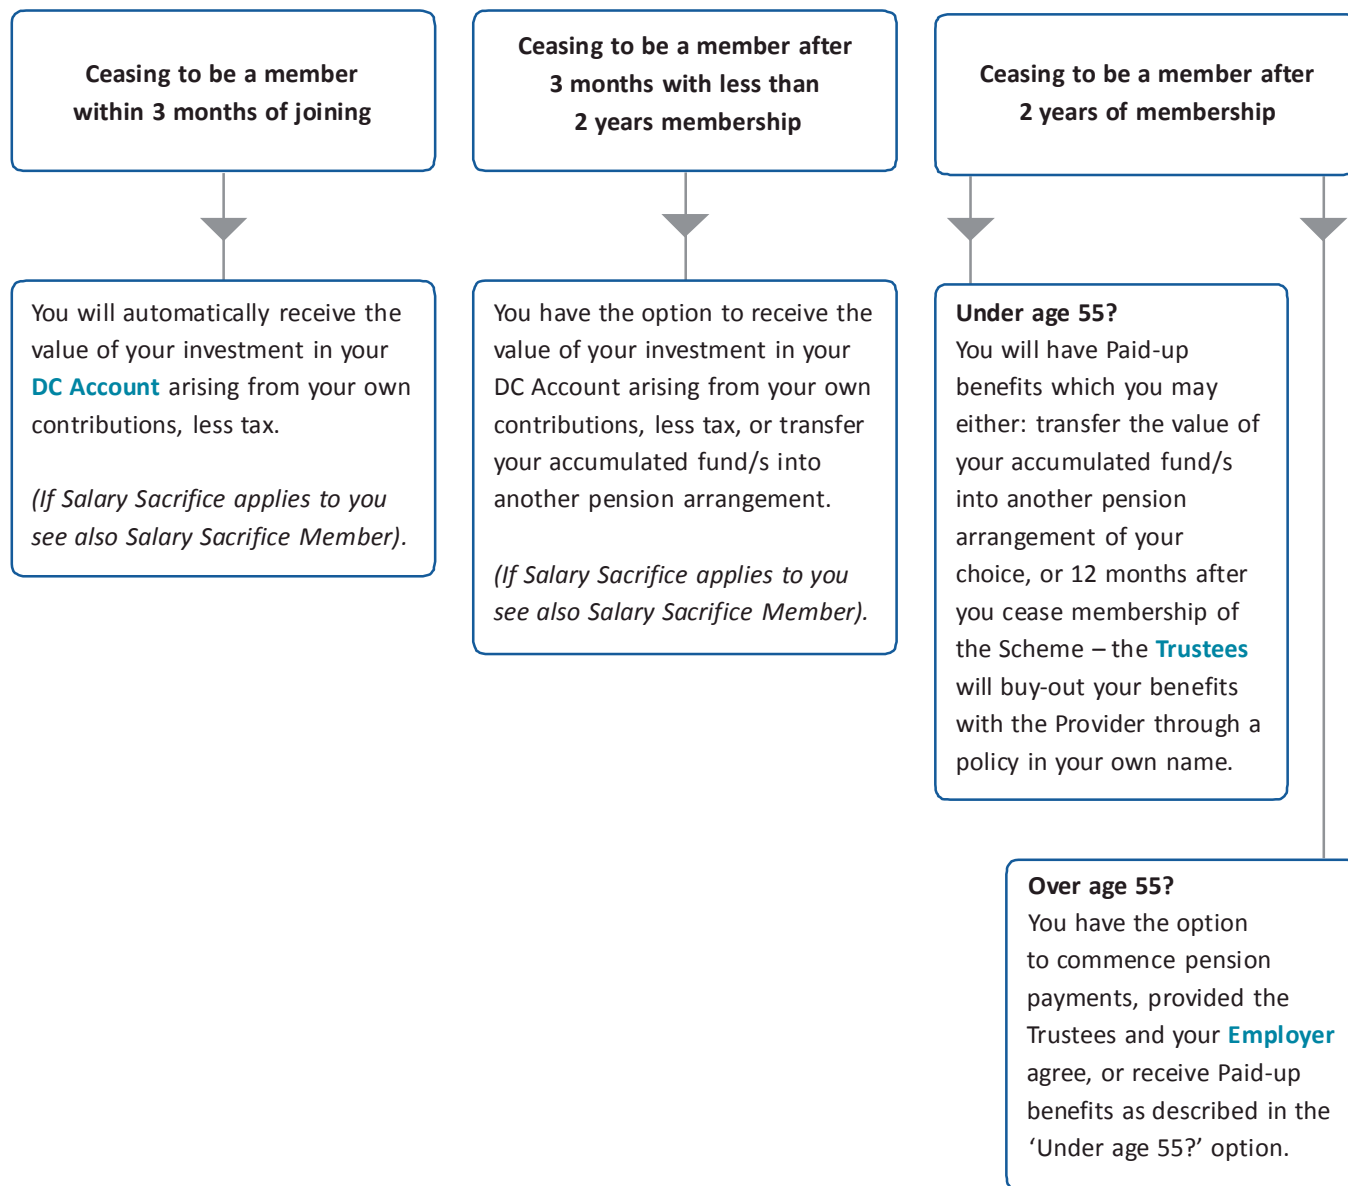 Ceasing to be a member
within 3 months of joining
Ceasing to be a member after
3 months with less than
2 years membership
Ceasing to be a member after
2 years of membership
You will automatically receive the
value of your investment in your
DC Account arising from your own
contributions, less tax.
(If Salary Sacrifice applies to you
see also Salary Sacrifice Member).
You have the option to receive the
value of your investment in your
DC Account arising from your own
contributions, less tax, or transfer
your accumulated fund/s into
another pension arrangement.
(If Salary Sacrifice applies to you
see also Salary Sacrifice Member).
Under age 55?
You will have Paid-up
benefits which you may
either: transfer the value of
your accumulated fund/s
into another pension
arrangement of your
choice, or 12 months after
you cease membership of
the Scheme – the Trustees
will buy-out your benefits
with the Provider through a
policy in your own name.
Over age 55?
You have the option
to commence pension
payments, provided the
Trustees and your Employer
agree, or receive Paid-up
benefits as described in the
‘Under age 55?’ option.